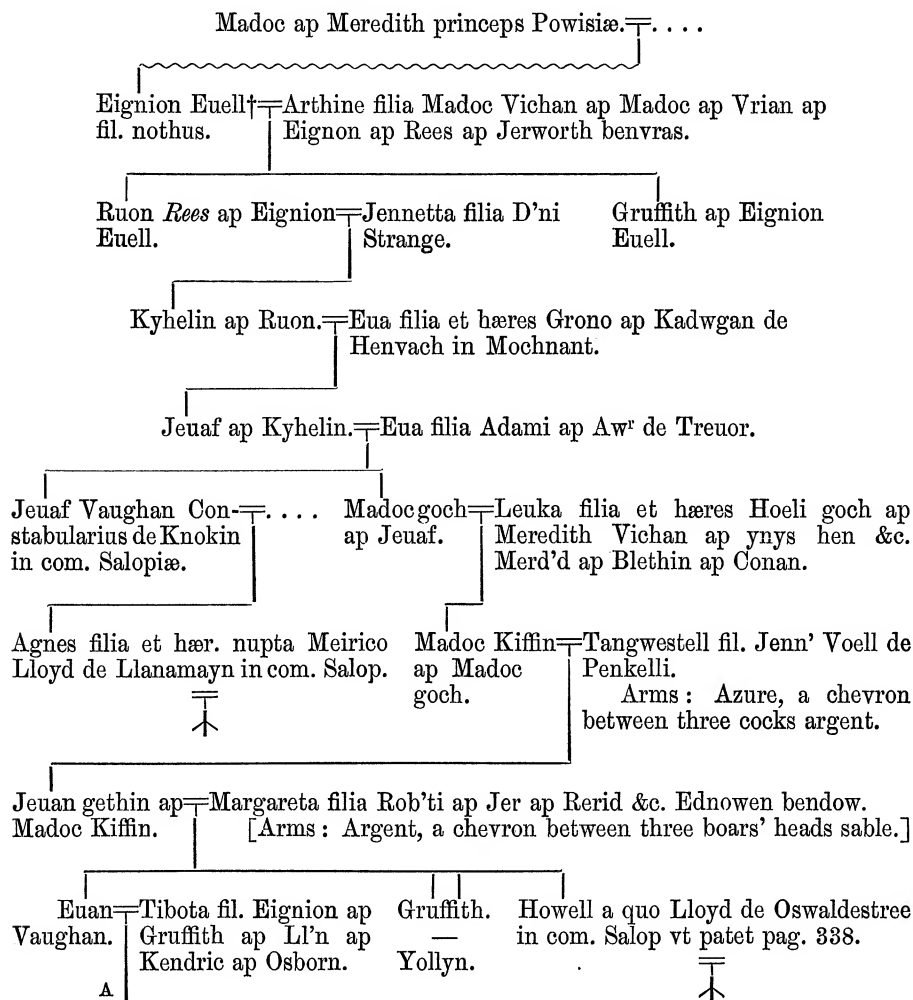 Madoc ap Meredith princeps Powisiæ.╤. . . .
Eignion Euell†╤Arthine filia Madoc Vichan ap Madoc ap Vrian ap
fil. nothus. Eignon ap Rees ap Jerworth benvras.
Ruon Rees ap Eignion╤Jennetta filia D'ni Gruffith ap Eignion
Euell. Strange. Euell.
Kyhelin ap Ruon.╤Eua filia et hæres Grono ap Kadwgan de
Henvach in Mochnant.
Jeuaf ap Kyhelin.╤Eua filia Adami ap Awʳ de Treuor.
Jeuaf Vaughan Con-╤. . . .
stabularius de Knokin
in com. Salopiæ.
Madoc goch╤Leuka filia et hæres Hoeli goch ap
ap Jeuaf. Meredith Vichan ap ynys hen &c.
Merd'd ap Blethin ap Conan.
Agnes filia et hær. nupta Meirico
Lloyd de Llanamayn in com. Salop.
Madoc Kiffin╤Tangwestell fil. Jenn' Voell de
ap Madoc Penkelli.
goch. Arms : Azure, a chevron
between three cocks argent.
Jeuan gethin ap╤Margareta filia Rob'ti ap Jer ap Rerid &c. Ednowen bendow.
Madoc Kiffin. [Arms : Argent, a chevron between three boars' heads sable.]
Euan╤Tibota fil. Eignion ap
Vaughan. Gruffith ap Ll'n ap
Kendric ap Osborn.
A
Gruffith.
—
Yollyn.
Howell a quo Lloyd de Oswaldestree
in com. Salop vt patet pag. 338.